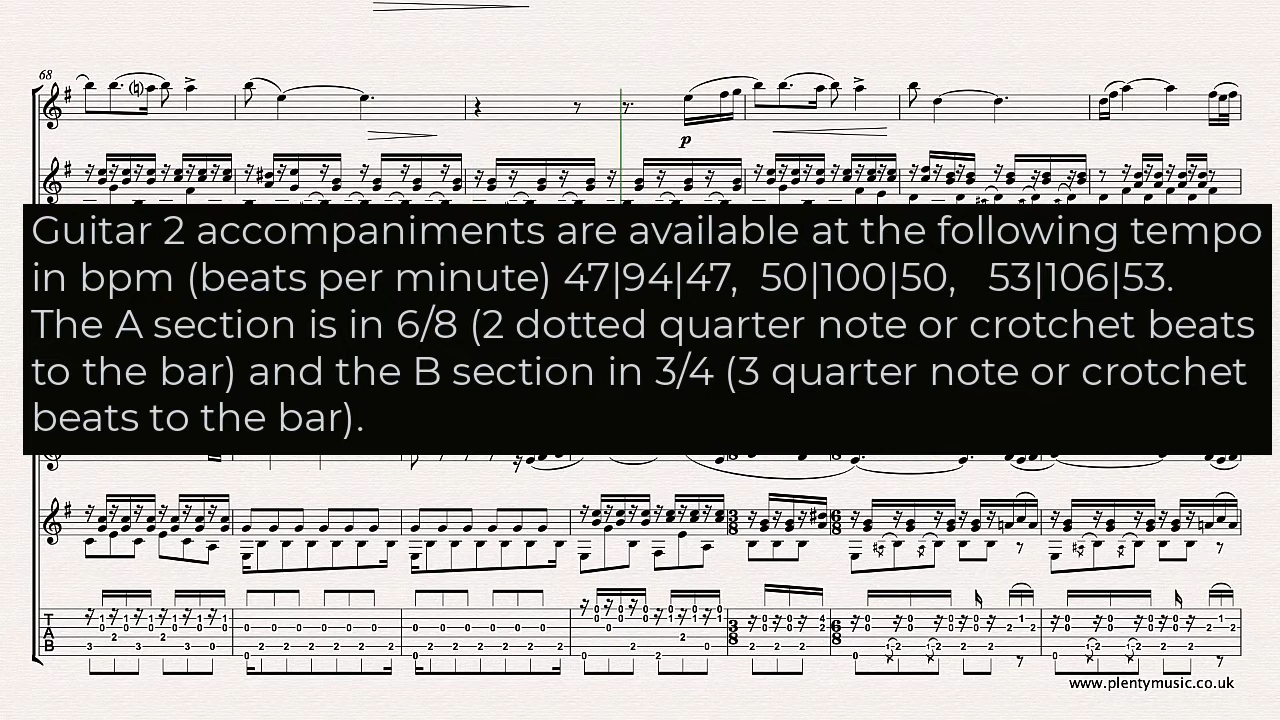 68
p
Guitar 2 accompaniments are available at the following tempo
in bpm (beats per minute) 47|94|47,  50|100|50,   53|106|53.
The A section is in 6/8 (2 dotted quarter note or crotchet beats
to the bar) and the B section in 3/4 (3 quarter note or crotchet
beats to the bar).
www.plentymusic.co.uk